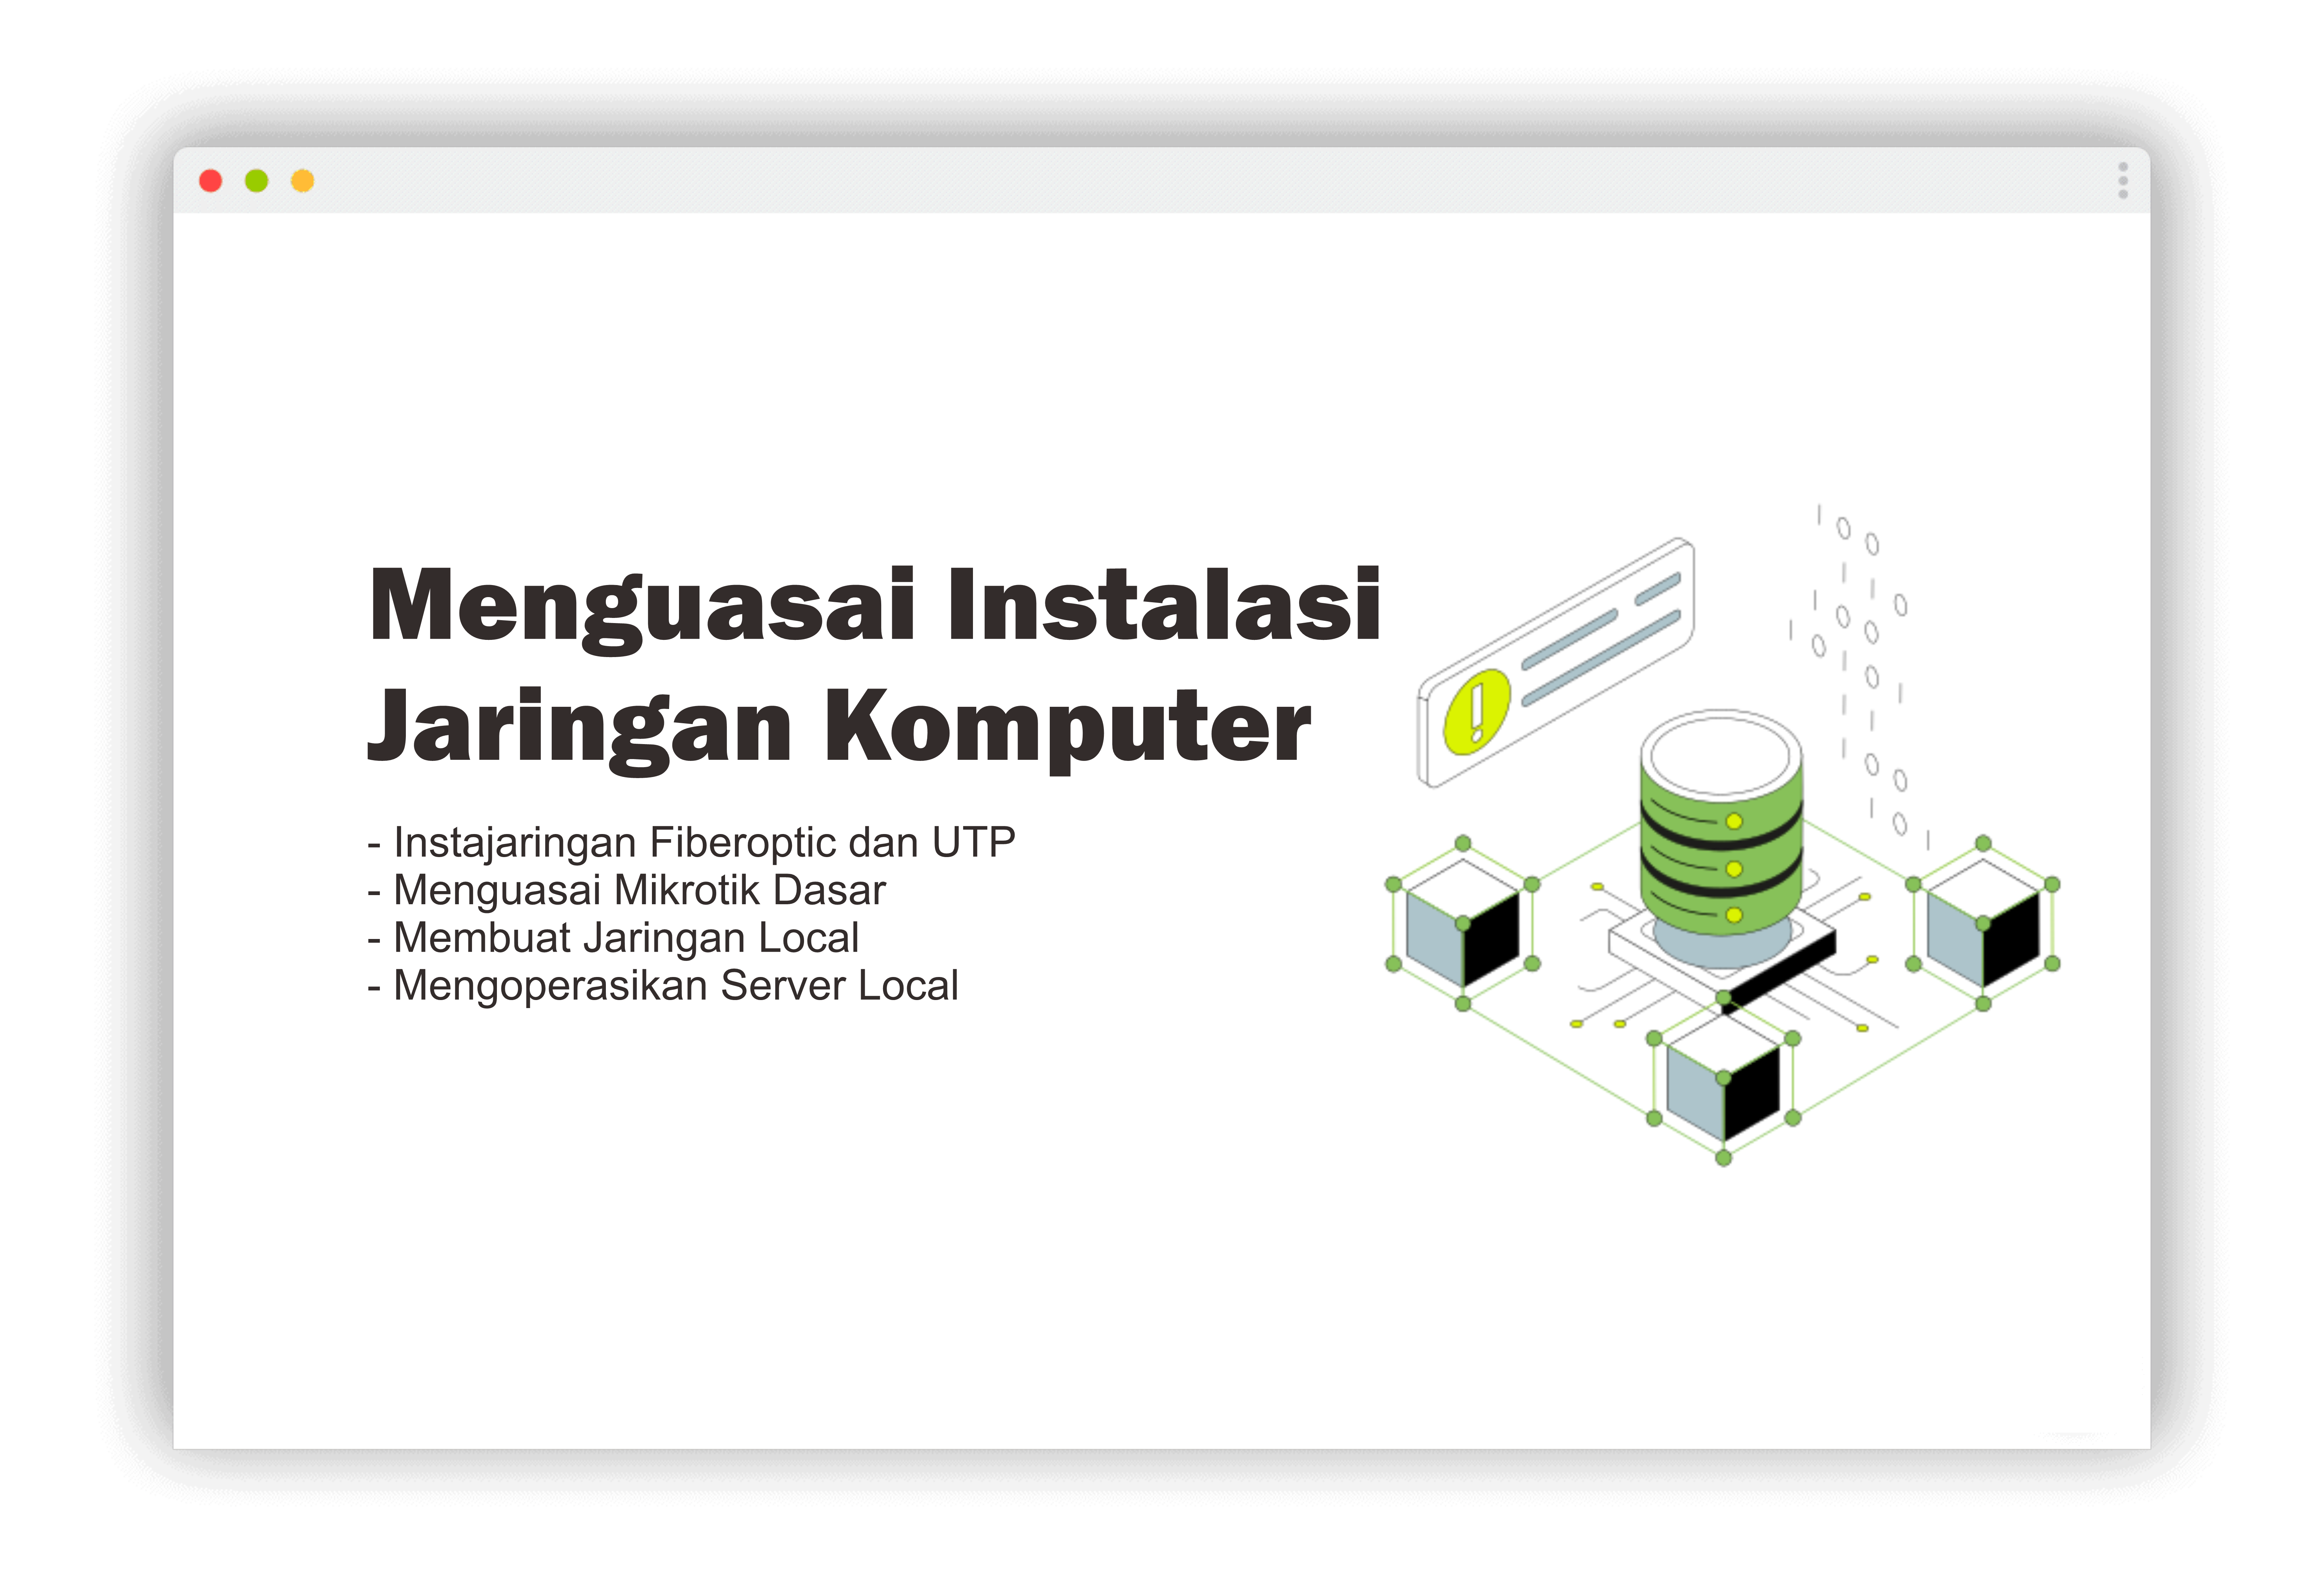 Menguasai Instalasi
Jaringan Komputer
- Instajaringan Fiberoptic dan UTP
- Menguasai Mikrotik Dasar
- Membuat Jaringan Local
- Mengoperasikan Server Local